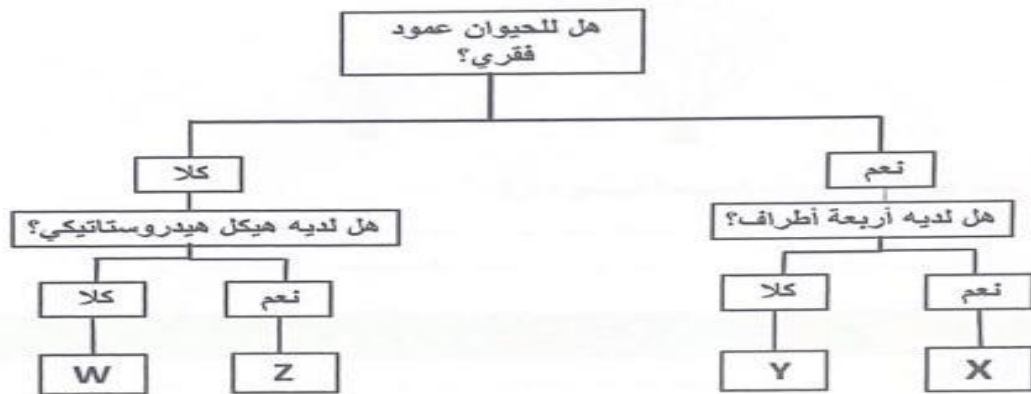 هل للحيوان عمود
فقري؟
نعم
كلا
هل لديه أربعة أطراف؟
هل لديه هيكل هيدروستاتيكي؟
نعم
كلا
نعم
كلا
X
Y
Z
W